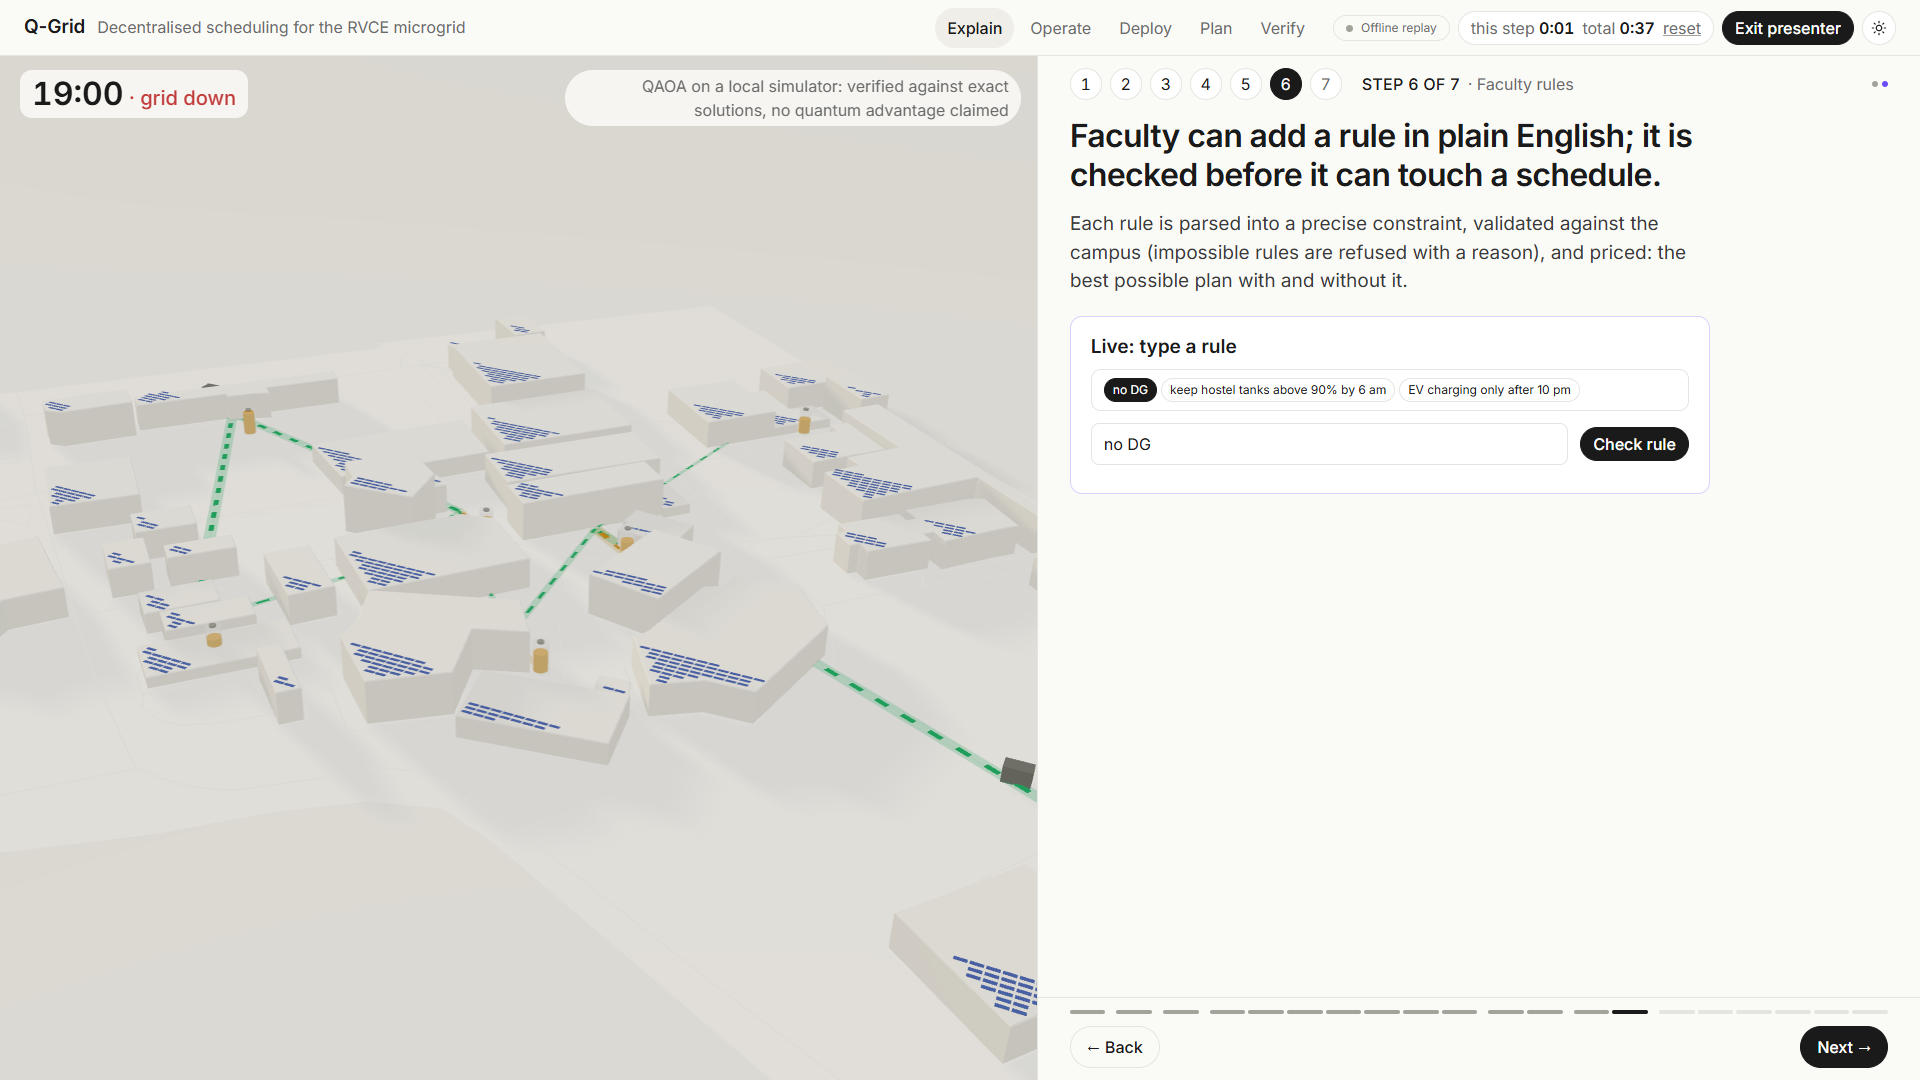 Q-Grid Decentralised scheduling for the RVCE microgrid
Explain Operate Deploy Plan Verify
Offline replay
this step 0:01 total 0:37 reset
Exit presenter
19:00 · grid down
QAOA on a local simulator: verified against exact
solutions, no quantum advantage claimed
1 2 3 4 5 6 7 STEP 6 OF 7 · Faculty rules
Faculty can add a rule in plain English; it is
checked before it can touch a schedule.
Each rule is parsed into a precise constraint, validated against the
campus (impossible rules are refused with a reason), and priced: the
best possible plan with and without it.
Live: type a rule
no DG keep hostel tanks above 90% by 6 am EV charging only after 10 pm
no DG Check rule
← Back Next →